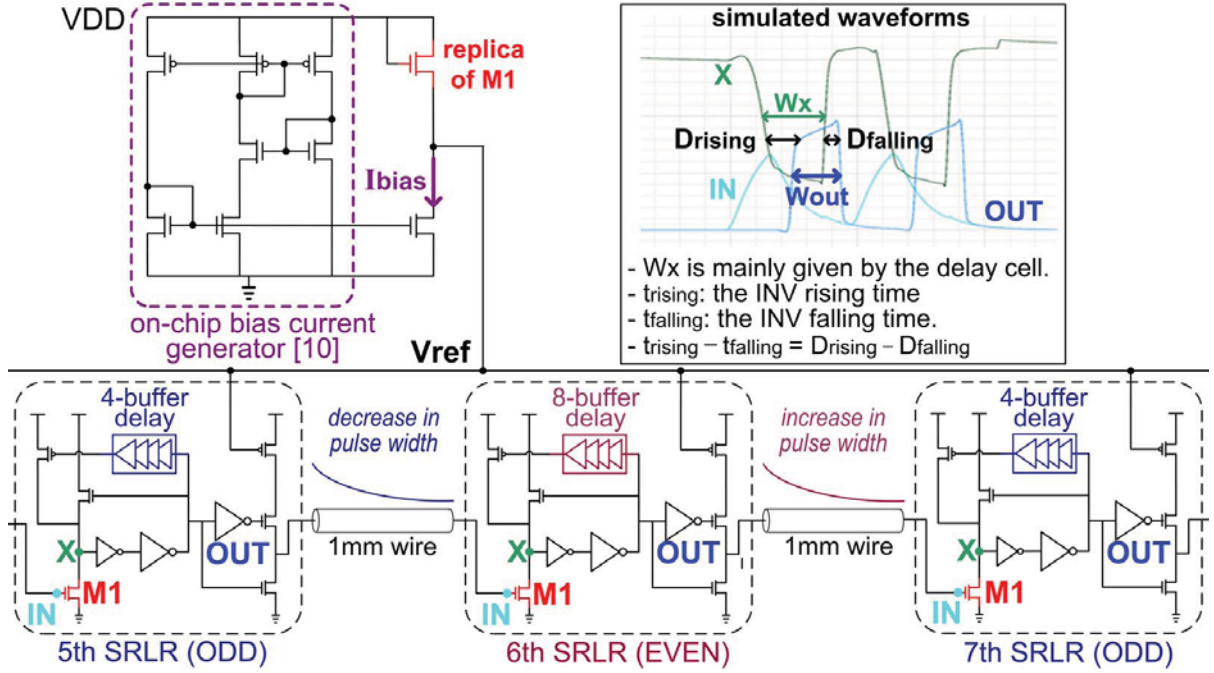 VDD
replica
of M1
Ibias
on-chip bias current
generator [10]
Vref
simulated waveforms
X
Wx
Drising
Dfalling
IN
Wout
OUT
- Wx is mainly given by the delay cell.
- trising: the INV rising time
- tfalling: the INV falling time.
- trising − tfalling = Drising − Dfalling
4-buffer
delay
X
OUT
M1
IN
5th SRLR (ODD)
decrease in
pulse width
1mm wire
8-buffer
delay
X
OUT
M1
IN
6th SRLR (EVEN)
increase in
pulse width
1mm wire
4-buffer
delay
X
OUT
M1
IN
7th SRLR (ODD)